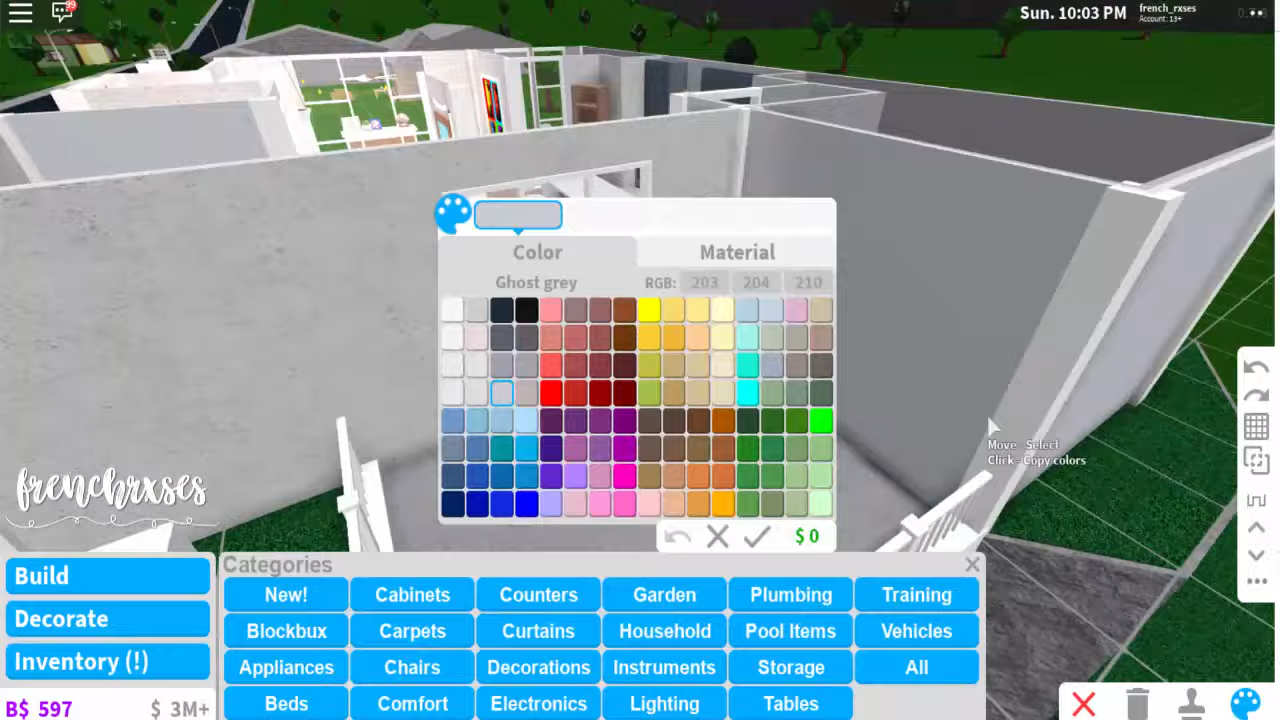 99
Sun. 10:03 PM
french_rxses
Account: 13+
Color
Material
Ghost grey
RGB: 203 204 210
Move - Select
Click - Copy colors
frenchrxses
$ 0
Build
Decorate
Inventory (!)
B$ 597
$ 3M+
Categories
New!
Cabinets
Counters
Garden
Plumbing
Training
Blockbux
Carpets
Curtains
Household
Pool Items
Vehicles
Appliances
Chairs
Decorations
Instruments
Storage
All
Beds
Comfort
Electronics
Lighting
Tables